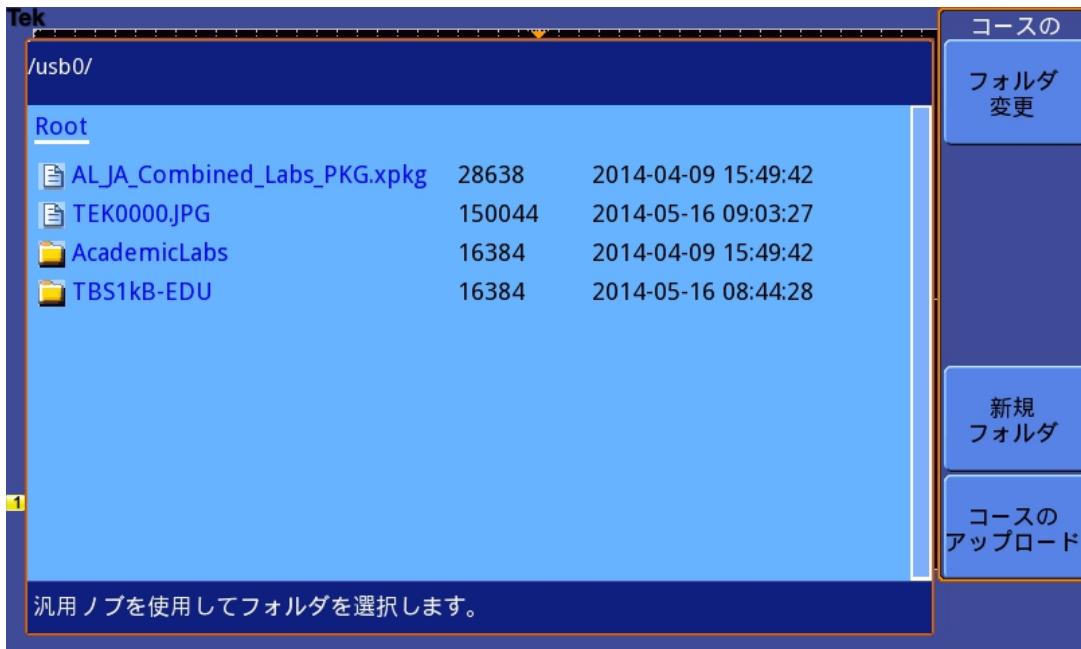 Tek
コースの
/usb0/
フォルダ
変更
Root
AL_JA_Combined_Labs_PKG.xpkg 28638 2014-04-09 15:49:42
TEK0000.JPG 150044 2014-05-16 09:03:27
AcademicLabs 16384 2014-04-09 15:49:42
TBS1kB-EDU 16384 2014-05-16 08:44:28
新規
フォルダ
1
コースの
アップロード
汎用ノブを使用してフォルダを選択します。